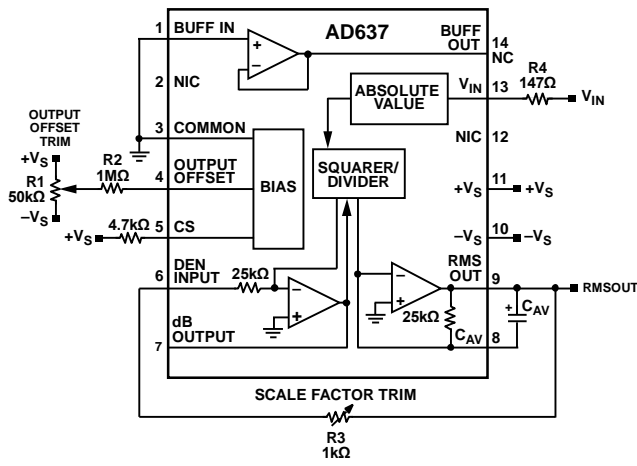 AD637
1 BUFF IN
BUFF
OUT
14
NC
+
−
2 NIC
ABSOLUTE
VALUE
VIN
13
R4
147Ω
VIN
NIC 12
3 COMMON
OUTPUT
OFFSET
TRIM
+VS
R1
50kΩ
−VS
R2
1MΩ
4
OUTPUT
OFFSET
BIAS
SQUARER/
DIVIDER
11
+VS
+VS
+VS
4.7kΩ
5 CS
−VS
10
−VS
6
DEN
INPUT
25kΩ
−
+
−
+
RMS
OUT
9
RMSOUT
25kΩ
CAV
8
+
CAV
dB
OUTPUT
7
SCALE FACTOR TRIM
R3
1kΩ